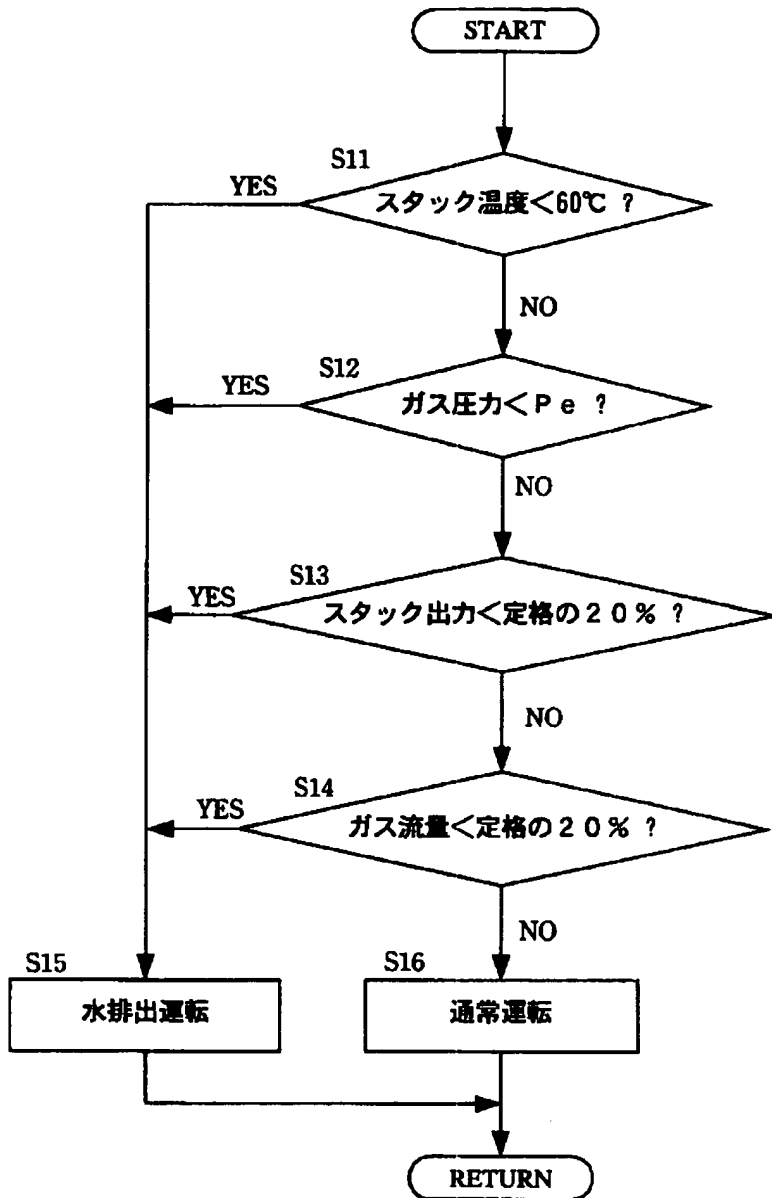 START
S11
YES
スタック温度<60℃ ?
NO
S12
YES
ガス圧力<Pe ?
NO
S13
YES
スタック出力<定格の20% ?
NO
S14
YES
ガス流量<定格の20% ?
NO
S15
S16
水排出運転
通常運転
RETURN